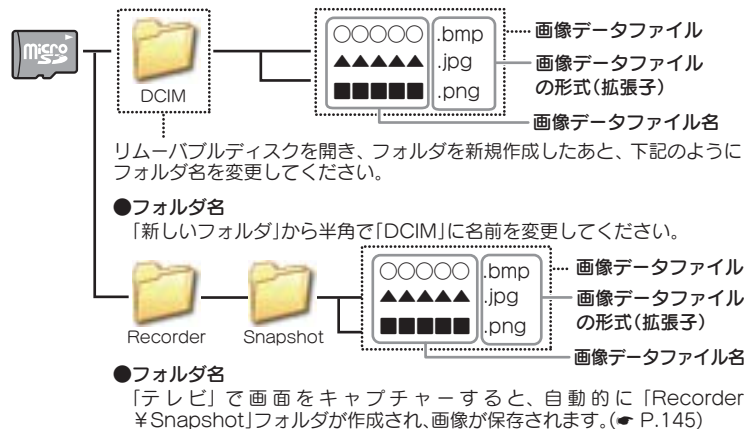 micro SD
○○○○○ .bmp
画像データファイル
▲▲▲▲▲ .jpg
画像データファイル
の形式(拡張子)
■■■■■ .png
画像データファイル名
DCIM
リムーバブルディスクを開き、フォルダを新規作成したあと、下記のように
フォルダ名を変更してください。
●フォルダ名
「新しいフォルダ」から半角で「DCIM」に名前を変更してください。
○○○○○ .bmp
画像データファイル
▲▲▲▲▲ .jpg
画像データファイル
の形式(拡張子)
■■■■■ .png
画像データファイル名
Recorder
Snapshot
●フォルダ名
「テレビ」で画面をキャプチャーすると、自動的に「Recorder
¥Snapshot」フォルダが作成され、画像が保存されます。(☛ P.145)